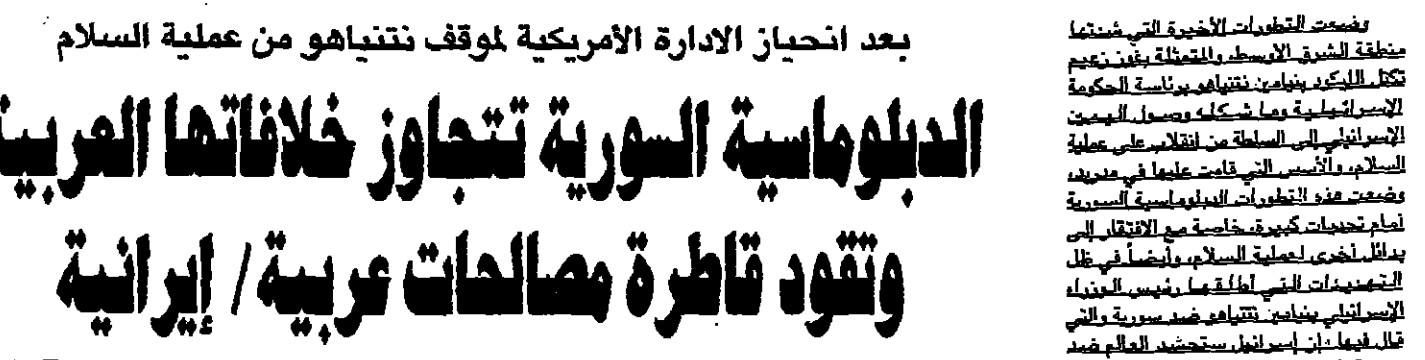 بعد انحياز الادارة الأمريكية لموقف نتنياهو من عملية السلام
الدبلوماسية السورية تتجاوز خلافاتها العربية
وتقود قاطرة مصالحات عربية / إيرانية
وضعت التطورات الأخيرة التي شهدتها
منطقة الشرق الأوسط، والمتمثلة بفوز زعيم
تكتل الليكود بنيامين نتنياهو برئاسة الحكومة
الإسرائيلية وما شكله وصول اليمين
الإسرائيلي إلى السلطة من انقلاب على عملية
السلام، والأسس التي قامت عليها في مدريد،
وضعت هذه التطورات الدبلوماسية السورية
أمام تحديات كبيرة، خاصة مع الافتقار إلى
بدائل أخرى لعملية السلام، وأيضاً في ظل
التهديدات التي أطلقها رئيس الوزراء
الإسرائيلي بنيامين نتنياهو ضد سورية والتي
قال فيها: إن إسرائيل ستحشد العالم ضد